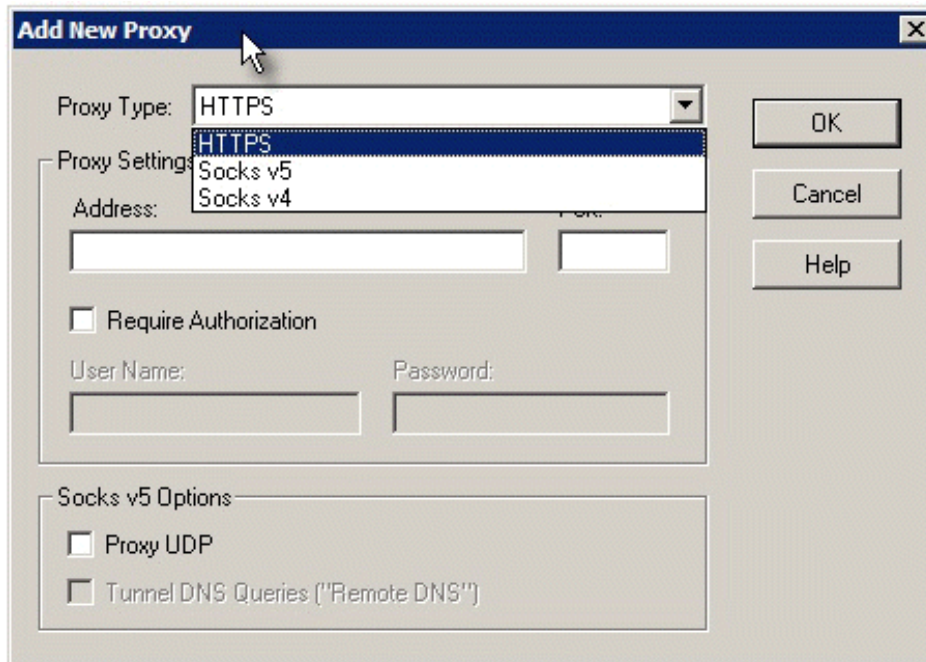 Add New Proxy
Proxy Type: HTTPS
HTTPS
Socks v5
Socks v4
Proxy Settings
Address:
Require Authorization
User Name: Password:
Socks v5 Options
Proxy UDP
Tunnel DNS Queries ("Remote DNS")
OK
Cancel
Help